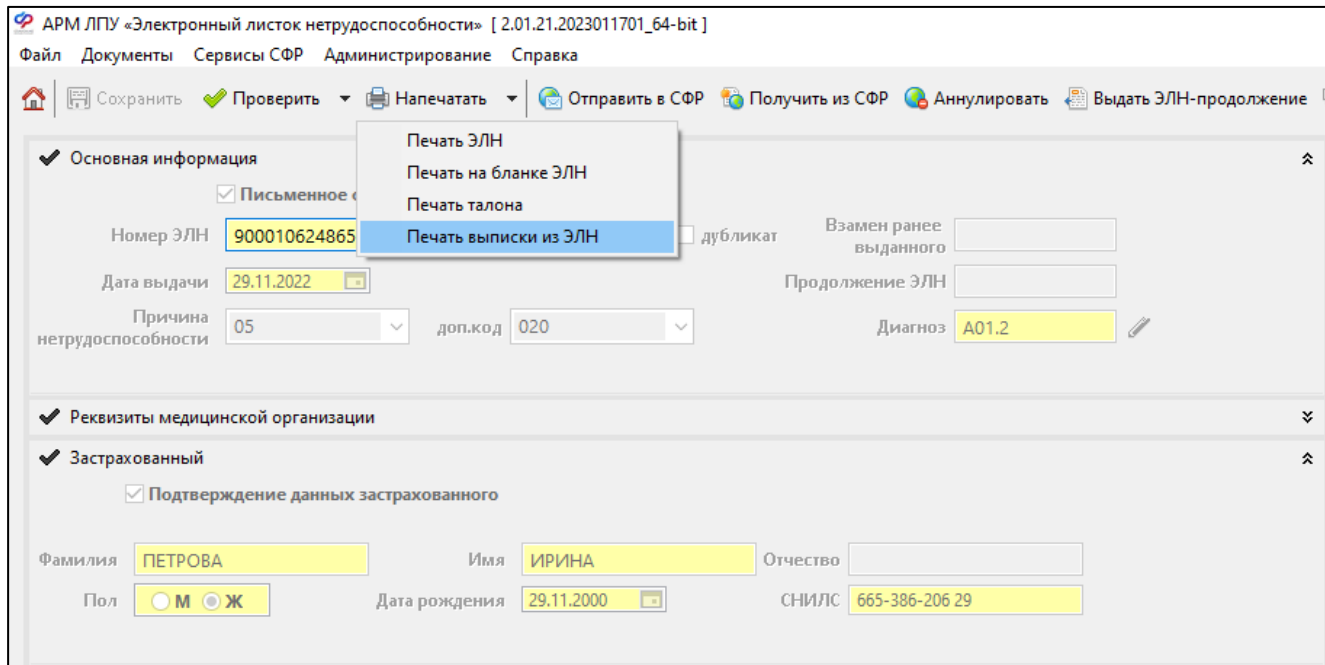 АРМ ЛПУ «Электронный листок нетрудоспособности» [ 2.01.21.2023011701_64-bit ]
Файл Документы Сервисы СФР Администрирование Справка
Сохранить Проверить Напечатать Отправить в СФР Получить из СФР Аннулировать Выдать ЭЛН-продолжение
Печать ЭЛН
Печать на бланке ЭЛН
Печать талона
Печать выписки из ЭЛН
Основная информация
Письменное
Номер ЭЛН 900010624865 дубликат Взамен ранее
выданного
Дата выдачи 29.11.2022 Продолжение ЭЛН
Причина
нетрудоспособности 05 доп.код 020 Диагноз A01.2
Реквизиты медицинской организации
Застрахованный
Подтверждение данных застрахованного
Фамилия ПЕТРОВА Имя ИРИНА Отчество
Пол М Ж Дата рождения 29.11.2000 СНИЛС 665-386-206 29